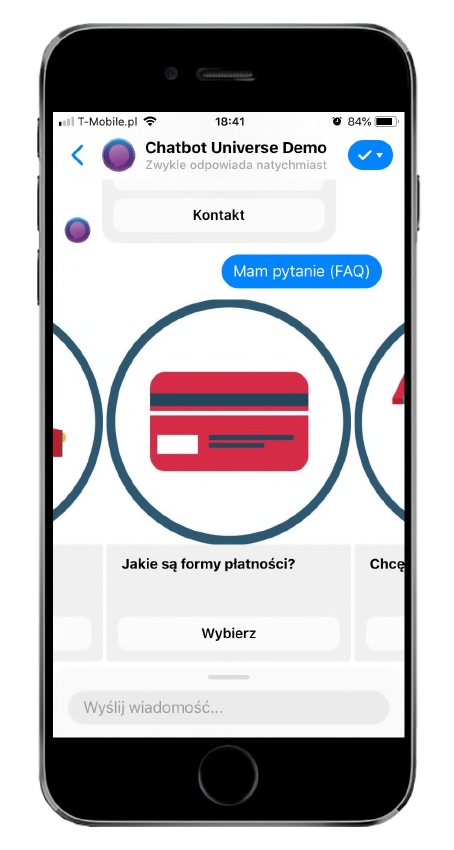 T-Mobile.pl
18:41
84%
Chatbot Universe Demo
Zwykle odpowiada natychmiast
Kontakt
Mam pytanie (FAQ)
Jakie są formy płatności?
Chcę
Wybierz
Wyślij wiadomość...